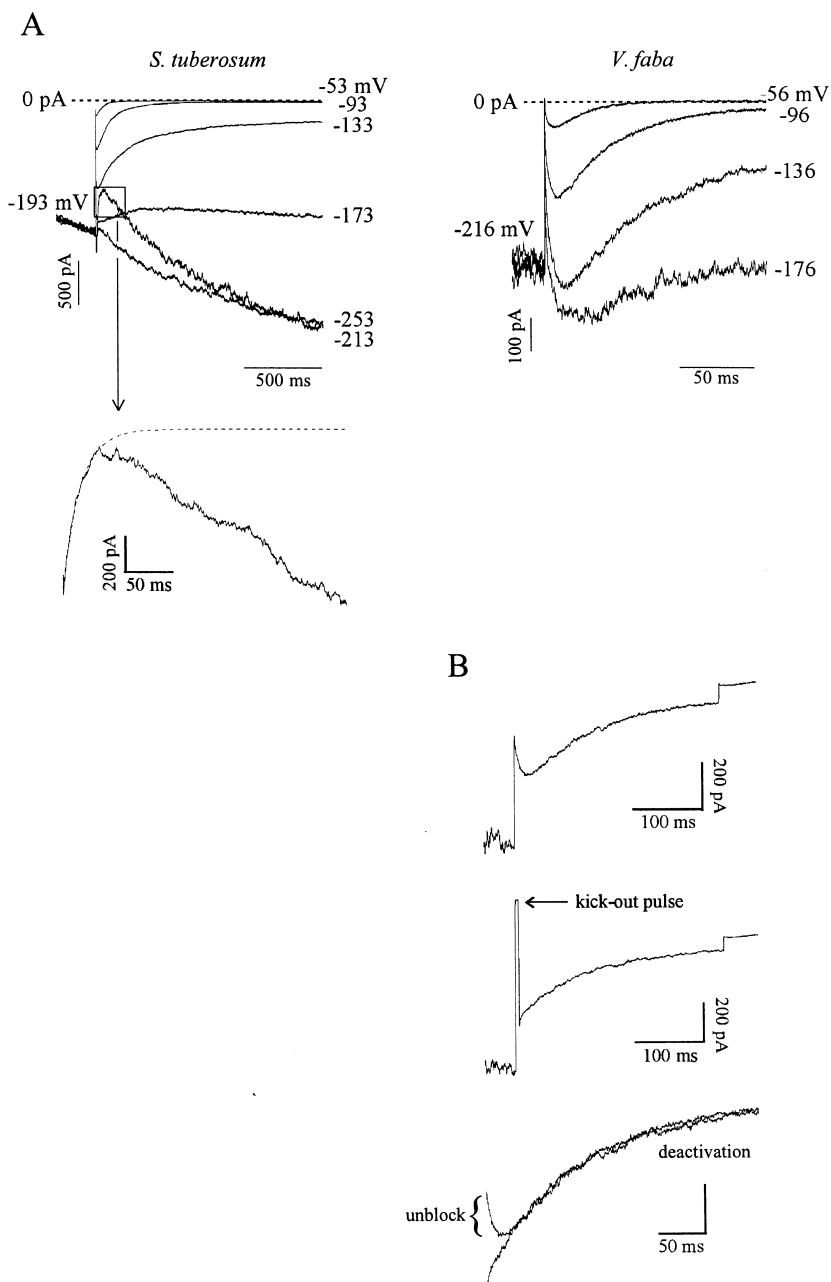 A
S. tuberosum
V. faba
0 pA
-53 mV
-93
-133
-193 mV
-173
500 pA
-253
-213
500 ms
0 pA
-56 mV
-96
-136
-216 mV
-176
100 pA
50 ms
200 pA
50 ms
B
200 pA
100 ms
kick-out pulse
200 pA
100 ms
deactivation
unblock
50 ms